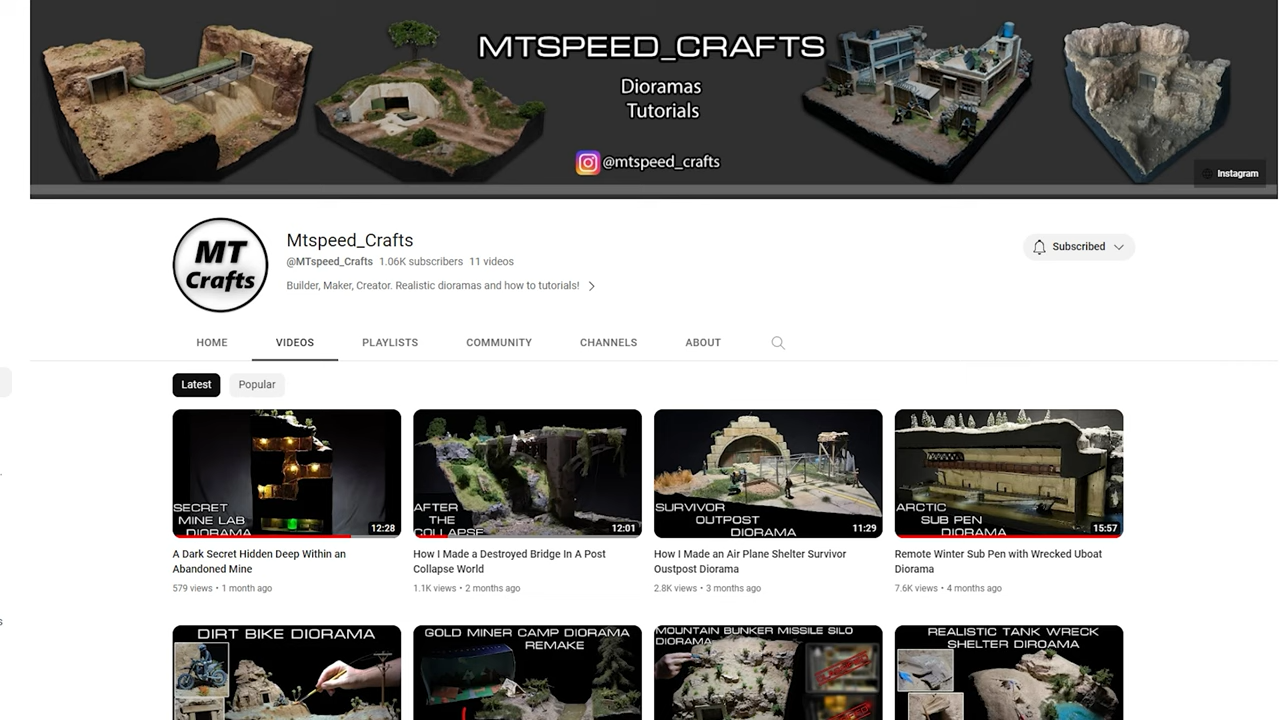 MTSPEED_CRAFTS
Dioramas
Tutorials
@mtspeed_crafts
Instagram
MT
Crafts
Mtspeed_Crafts
@MTspeed_Crafts 1.06K subscribers 11 videos
Builder, Maker, Creator. Realistic dioramas and how to tutorials!
Subscribed
HOME VIDEOS PLAYLISTS COMMUNITY CHANNELS ABOUT
Latest Popular
SECRET
MINE LAB
DIORAMA
12:28
AFTER
THE
COLLAPSE
12:01
SURVIVOR
OUTPOST
DIORAMA
11:29
ARCTIC
SUB PEN
DIORAMA
15:57
A Dark Secret Hidden Deep Within an
Abandoned Mine
579 views • 1 month ago
How I Made a Destroyed Bridge In A Post
Collapse World
1.1K views • 2 months ago
How I Made an Air Plane Shelter Survivor
Oustpost Diorama
2.8K views • 3 months ago
Remote Winter Sub Pen with Wrecked Uboat
Diorama
7.6K views • 4 months ago
DIRT BIKE DIORAMA
GOLD MINER CAMP DIORAMA
REMAKE
MOUNTAIN BUNKER MISSILE SILO
DIORAMA
REALISTIC TANK WRECK
SHELTER DIROAMA